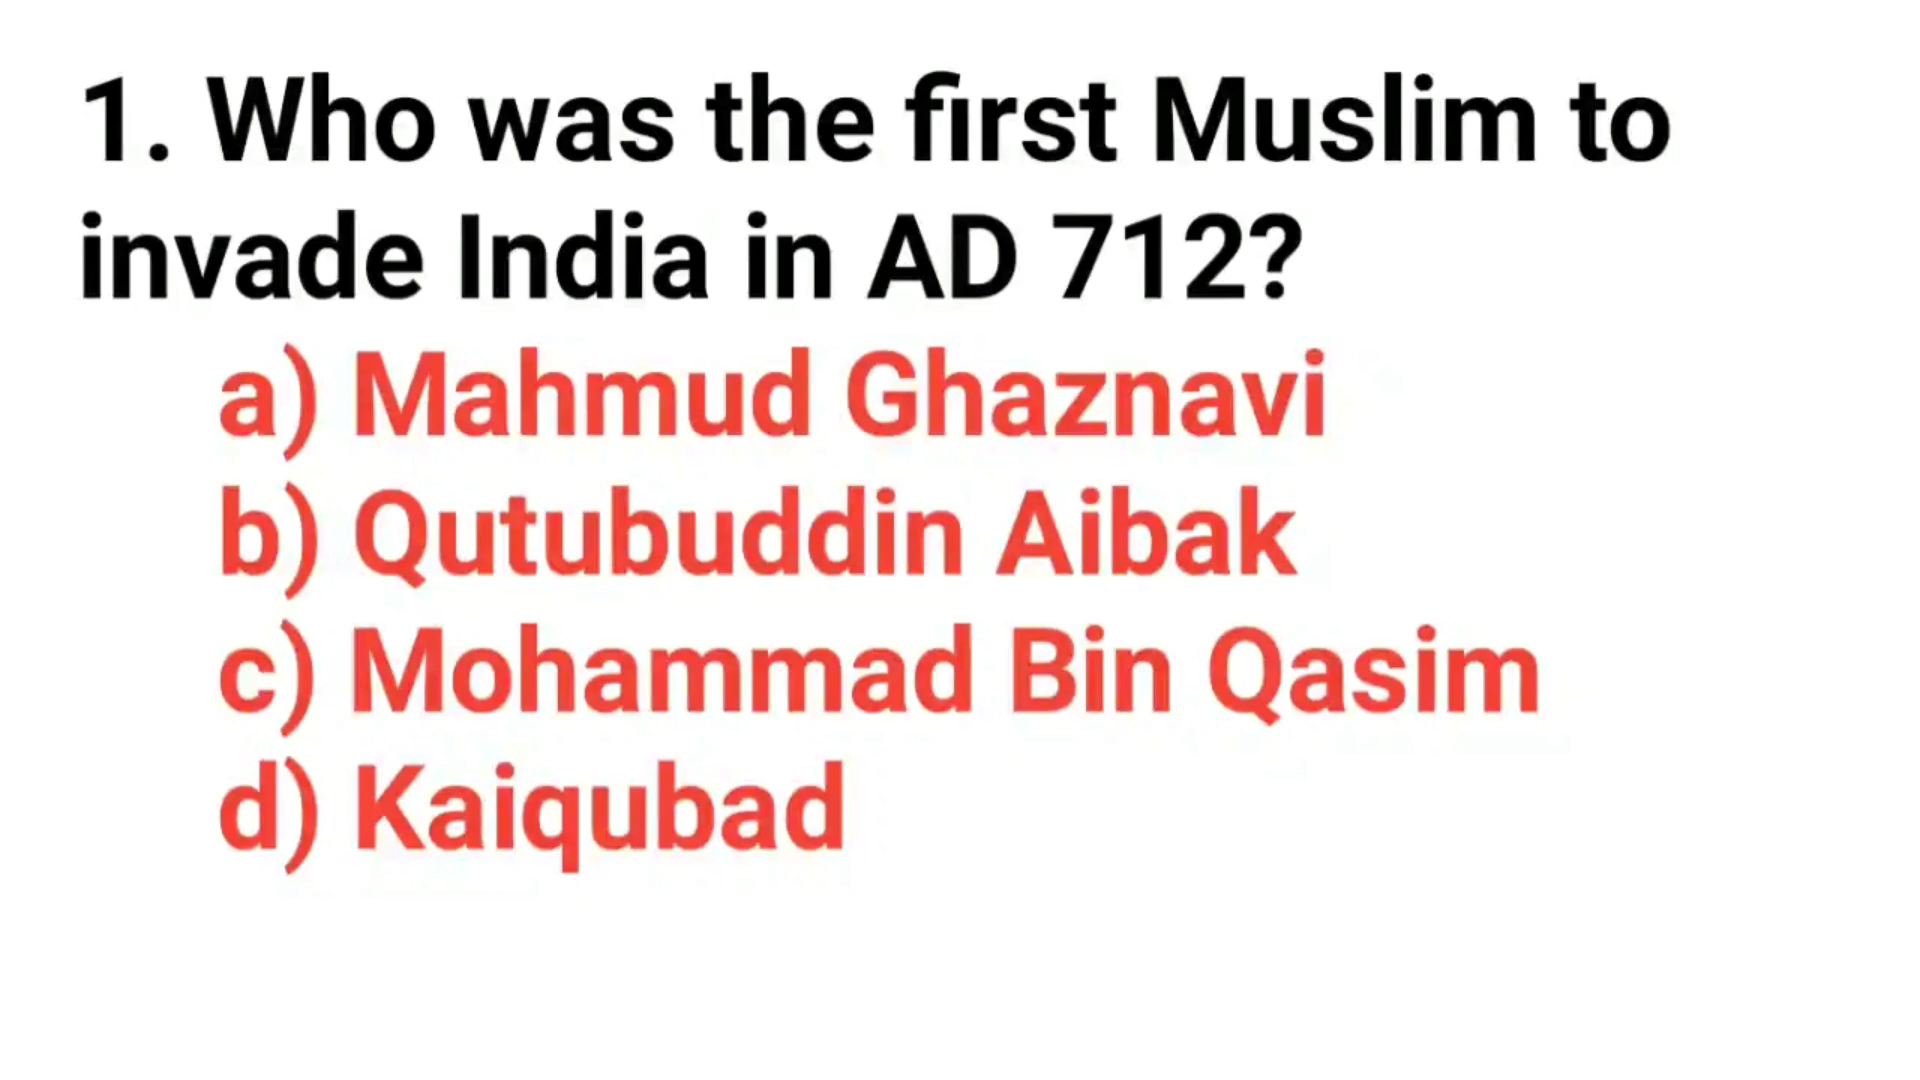 1. Who was the first Muslim to
invade India in AD 712?
a) Mahmud Ghaznavi
b) Qutubuddin Aibak
c) Mohammad Bin Qasim
d) Kaiqubad